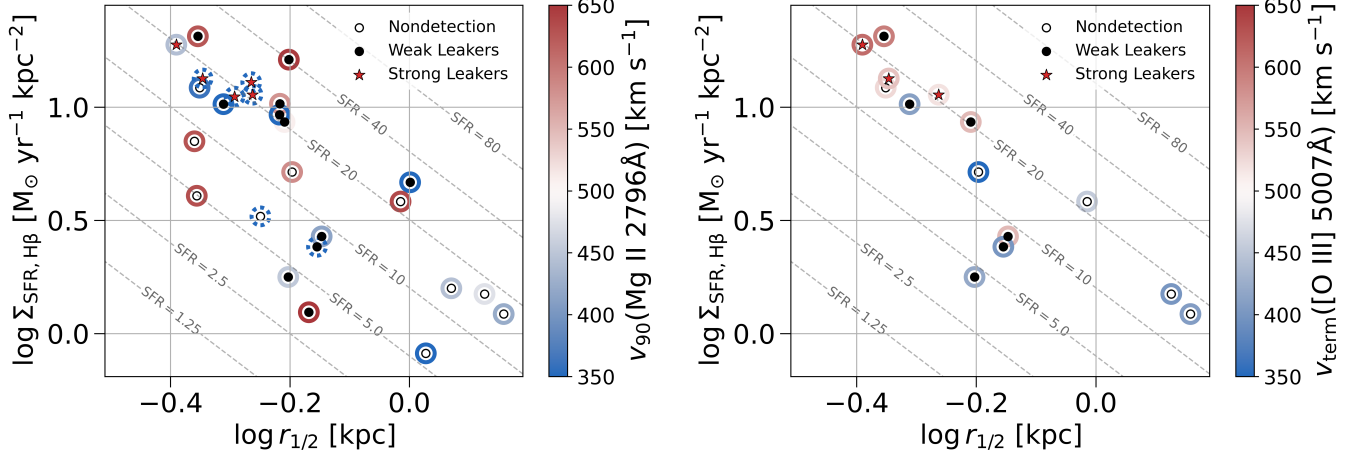 log Σ_SFR, Hβ [M⊙ yr⁻¹ kpc⁻²]
1.0
0.5
0.0
Nondetection
Weak Leakers
Strong Leakers
SFR = 80
SFR = 40
SFR = 20
SFR = 10
SFR = 5.0
SFR = 2.5
SFR = 1.25
−0.4
−0.2
0.0
log r_1/2 [kpc]
650
600
550
500
450
400
350
v_90(Mg II 2796Å) [km s⁻¹]
log Σ_SFR, Hβ [M⊙ yr⁻¹ kpc⁻²]
1.0
0.5
0.0
Nondetection
Weak Leakers
Strong Leakers
SFR = 80
SFR = 40
SFR = 20
SFR = 10
SFR = 5.0
SFR = 2.5
SFR = 1.25
−0.4
−0.2
0.0
log r_1/2 [kpc]
650
600
550
500
450
400
350
v_term([O III] 5007Å) [km s⁻¹]